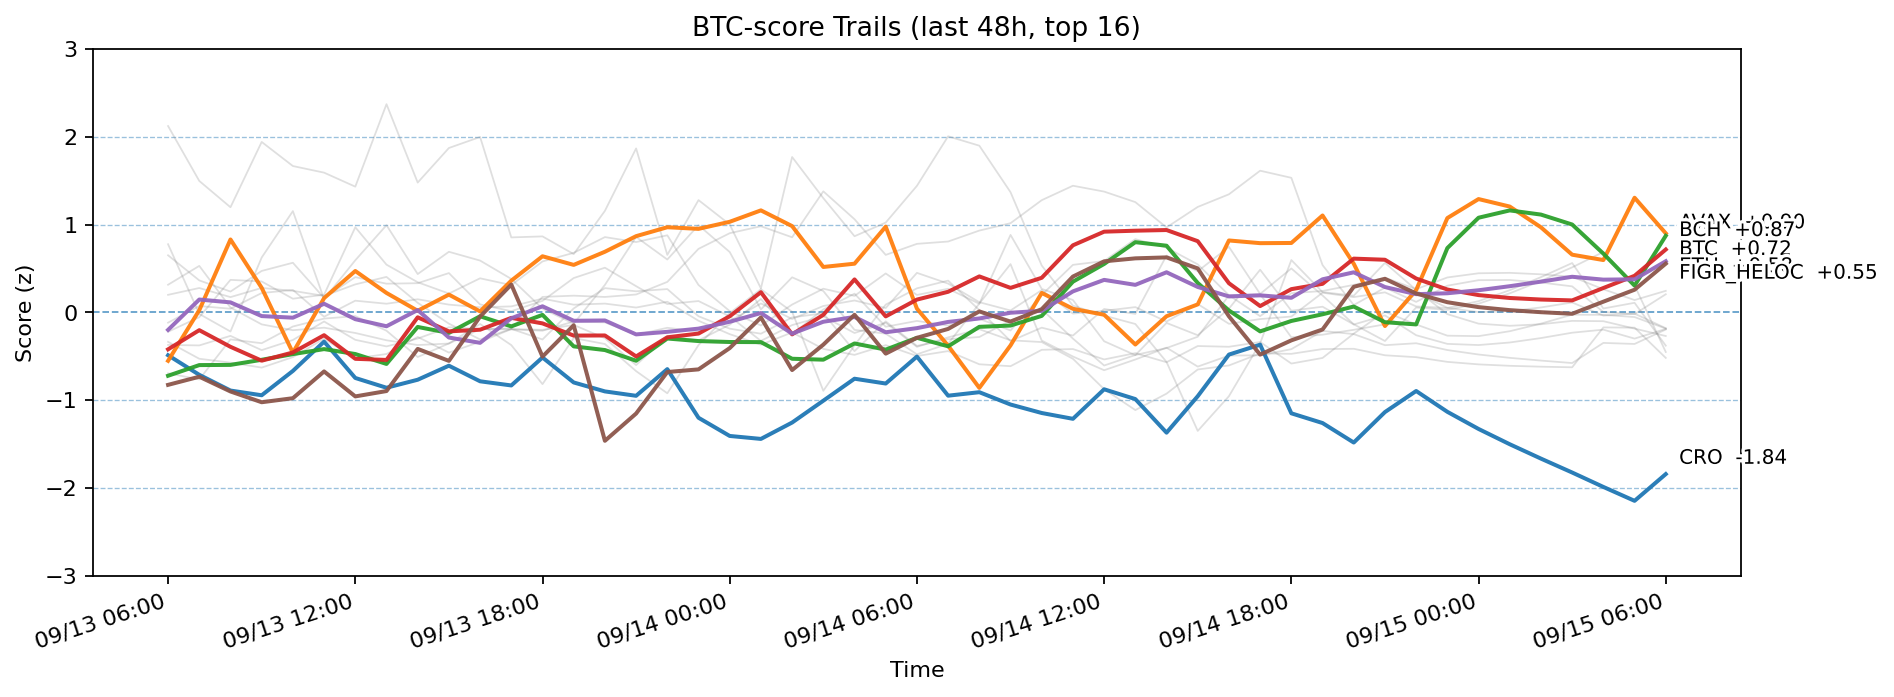 BTC-score Trails (last 48h, top 16)
3
2
1
0
−1
−2
−3
Score (z)
AVAX +0.90
BCH +0.87
BTC +0.72
FIGR_HELOC +0.55
CRO -1.84
09/13 06:00
09/13 12:00
09/13 18:00
09/14 00:00
09/14 06:00
09/14 12:00
09/14 18:00
09/15 00:00
09/15 06:00
Time